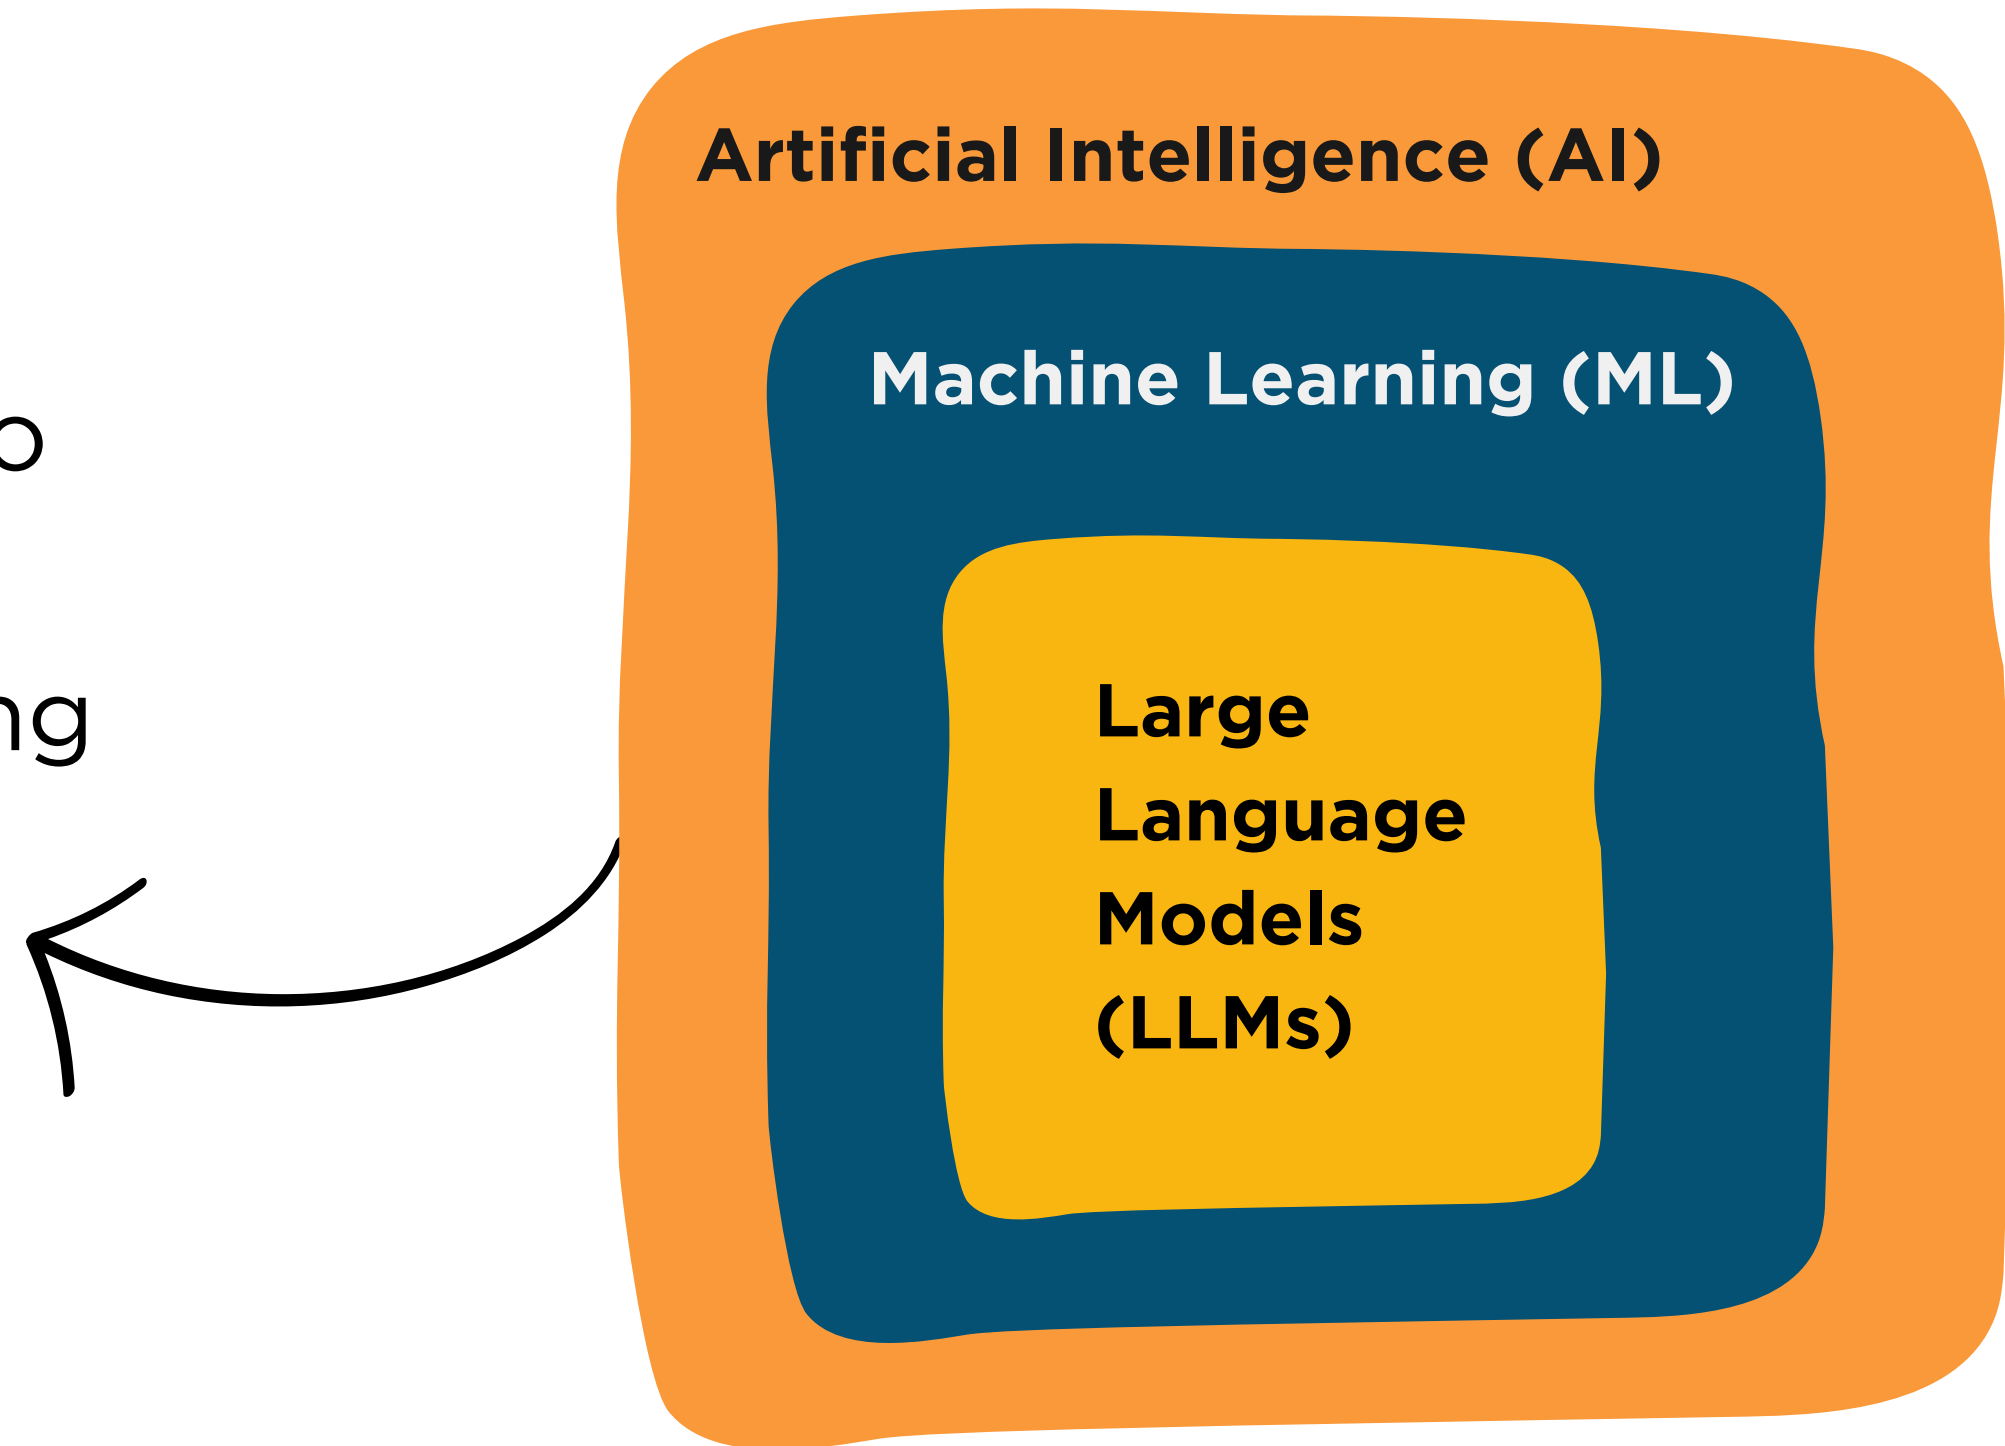 Artificial Intelligence (AI)
Machine Learning (ML)
Large
Language
Models
(LLMs)